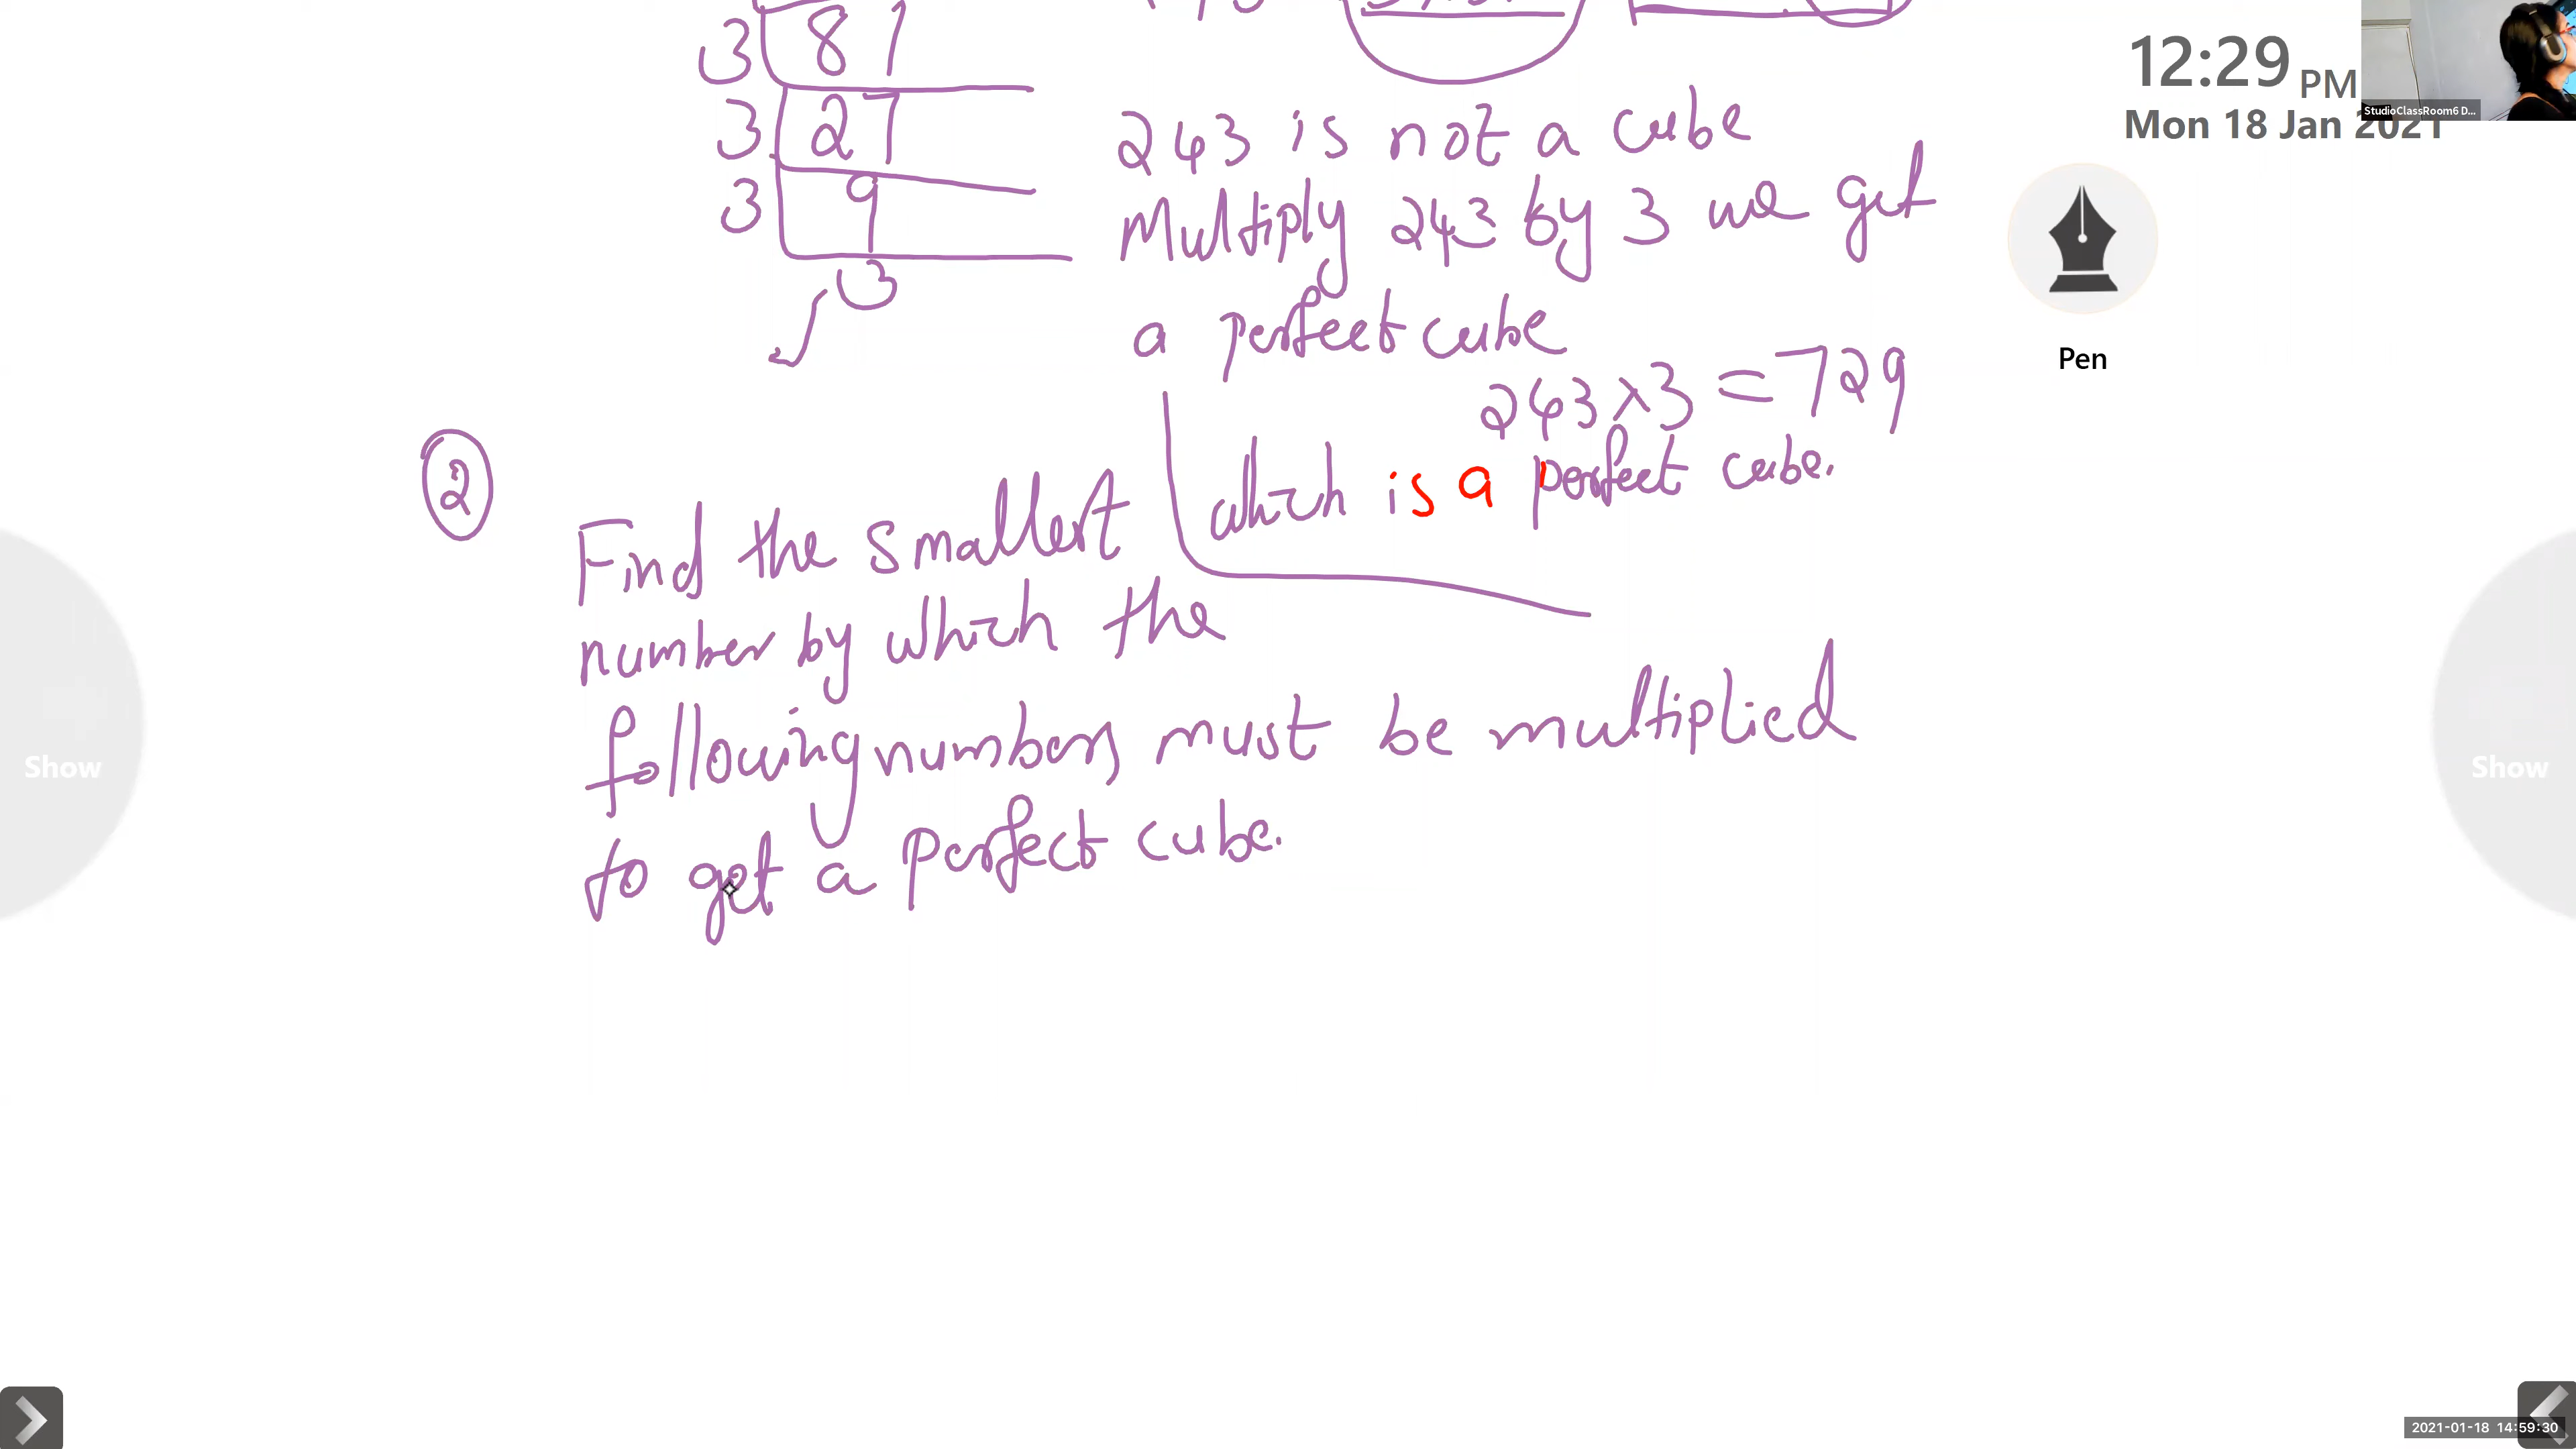 3 81
3 27
3 9
3
243 is not a cube
Multiply 243 by 3 we get
a perfect cube
243 × 3 = 729
which is a perfect cube.
2
Find the smallest
number by which the
following numbers must be multiplied
to get a perfect cube.
12:29 PM
Mon 18 Jan 2021
StudioClassRoom6 D...
Pen
Show
Show
2021-01-18 14:59:30